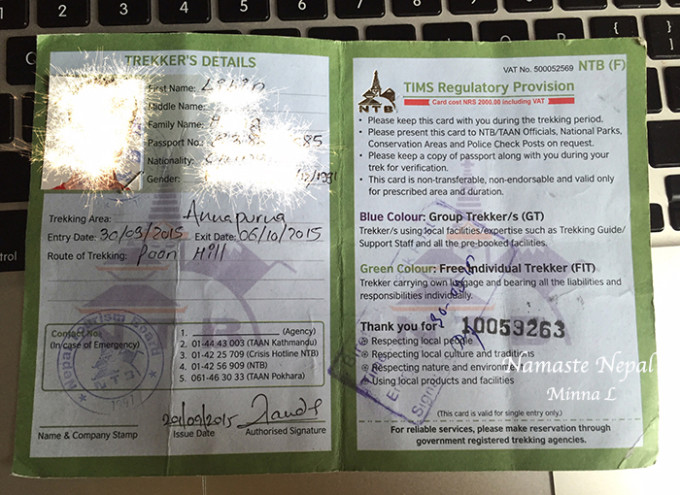 TREKKER'S DETAILS
First Name:
Middle Name:
Family Name:
Passport No.: 85
Nationality:
Gender: 1981
Trekking Area: Annapurna
Entry Date: 30/09/2015 Exit Date: 06/10/2015
Route of Trekking: Poon Hill
Contact Nos.
(In case of Emergency)
1. (Agency)
2. 01-44 43 003 (TAAN Kathmandu)
3. 01-42 25 709 (Crisis Hotline NTB)
4. 01-42 56 909 (NTB)
5. 061-46 30 33 (TAAN Pokhara)
Nepal Tourism Board
29/09/2015
Name & Company Stamp Issue Date Authorised Signature
VAT No. 500052569 NTB (F)
NTB
TIMS Regulatory Provision
Card cost NRS 2000.00 including VAT
• Please keep this card with you during the trekking period.
• Please present this card to NTB/TAAN Officials, National Parks,
Conservation Areas and Police Check Posts on request.
• Please keep a copy of passport along with you during your
trek for verification.
• This card is non-transferable, non-endorsable and valid only
for prescribed area and duration.
Blue Colour: Group Trekker/s (GT)
Trekker/s using local facilities/expertise such as Trekking Guide/
Support Staff and all the pre-booked facilities.
Green Colour: Free Individual Trekker (FIT)
Trekker carrying own luggage and bearing all the liabilities and
responsibilities individually.
Thank you for 10059263
Respecting local people
Respecting local culture and traditions
Respecting nature and environment
Using local products and facilities
(This card is valid for single entry only.)
For reliable services, please make reservation through
government registered trekking agencies.
Namaste Nepal
Minna L